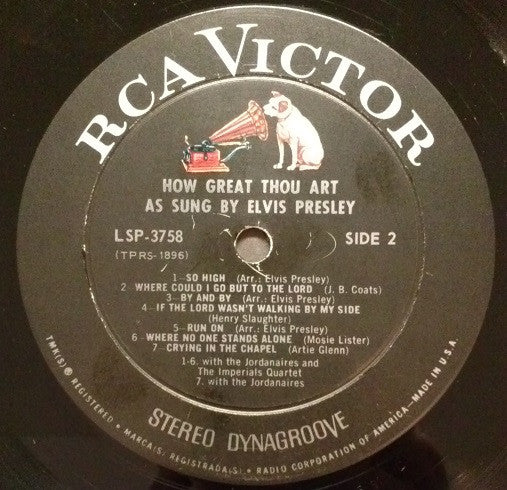 RCA VICTOR
HOW GREAT THOU ART
AS SUNG BY ELVIS PRESLEY
LSP-3758
(TPRS-1896)
SIDE 2
1—SO HIGH (Arr.: Elvis Presley)
2—WHERE COULD I GO BUT TO THE LORD (J. B. Coats)
3—BY AND BY (Arr.: Elvis Presley)
4—IF THE LORD WASN'T WALKING BY MY SIDE
(Henry Slaughter)
5—RUN ON (Arr.: Elvis Presley)
6—WHERE NO ONE STANDS ALONE (Mosie Lister)
7—CRYING IN THE CHAPEL (Artie Glenn)
1-6. with the Jordanaires and
The Imperials Quartet
7. with the Jordanaires
STEREO DYNAGROOVE
TMK(S) ® REGISTERED • MARCA(S) REGISTRADA(S) • RADIO CORPORATION OF AMERICA—MADE IN U.S.A.